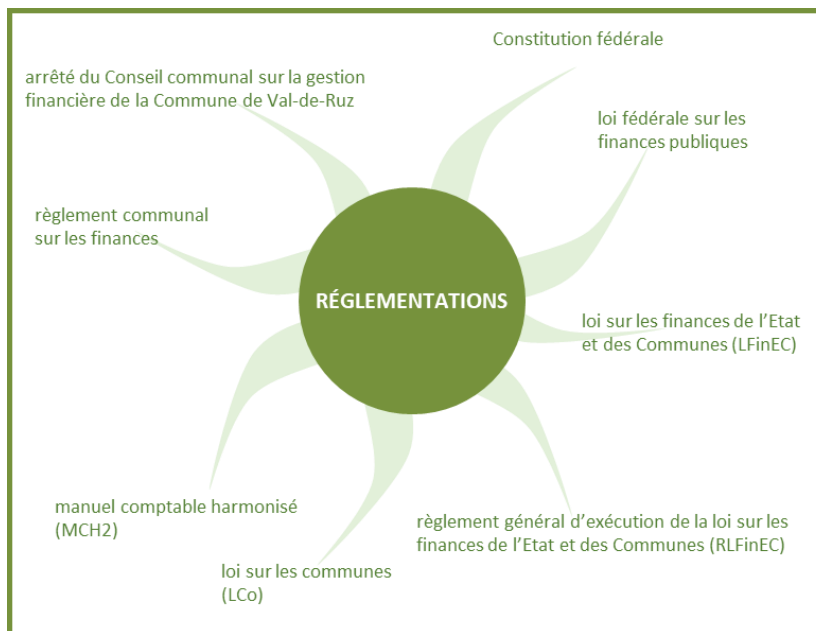 Constitution fédérale
arrêté du Conseil communal sur la gestion
financière de la Commune de Val-de-Ruz
loi fédérale sur les
finances publiques
règlement communal
sur les finances
RÉGLEMENTATIONS
loi sur les finances de l’Etat
et des Communes (LFinEC)
manuel comptable harmonisé
(MCH2)
règlement général d’exécution de la loi sur les
finances de l’Etat et des Communes (RLFinEC)
loi sur les communes
(LCo)